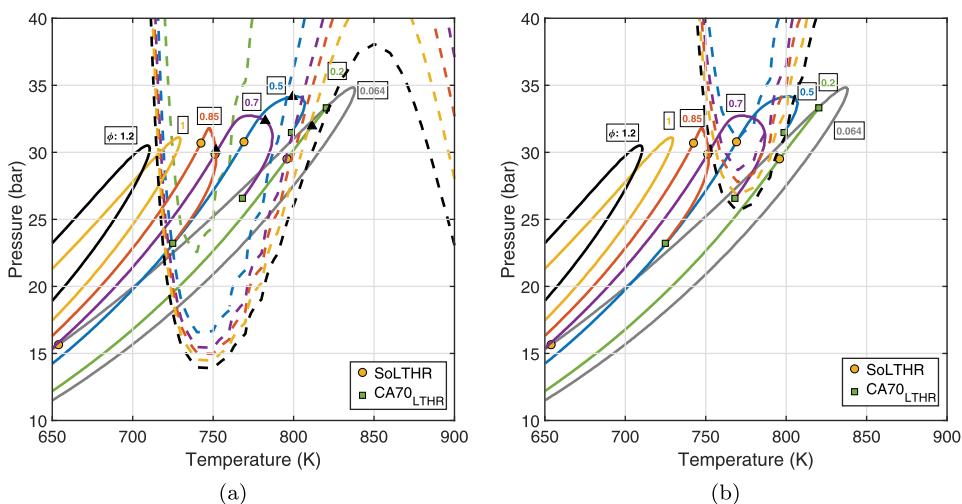 40
35
30
25
20
15
10
650 700 750 800 850 900
Pressure (bar)
Temperature (K)
ϕ: 1.2
1
0.85
0.7
0.5
0.2
0.064
SoLTHR
CA70LTHR
(a)
40
35
30
25
20
15
10
650 700 750 800 850 900
Pressure (bar)
Temperature (K)
ϕ: 1.2
1
0.85
0.7
0.5
0.2
0.064
SoLTHR
CA70LTHR
(b)